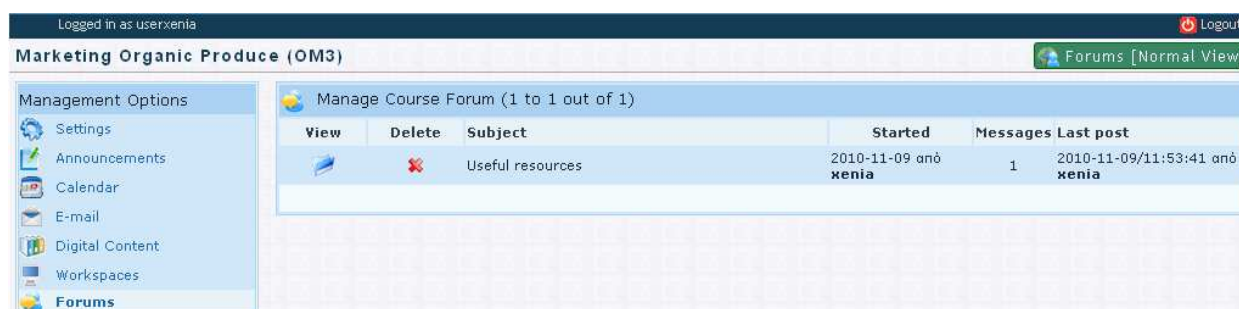 Logged in as userxenia
Logout
Marketing Organic Produce (OM3)
Forums [Normal View
Management Options
Settings
Announcements
Calendar
E-mail
Digital Content
Workspaces
Forums
Manage Course Forum (1 to 1 out of 1)
View Delete Subject Started Messages Last post
Useful resources 2010-11-09 από xenia 1 2010-11-09/11:53:41 από xenia